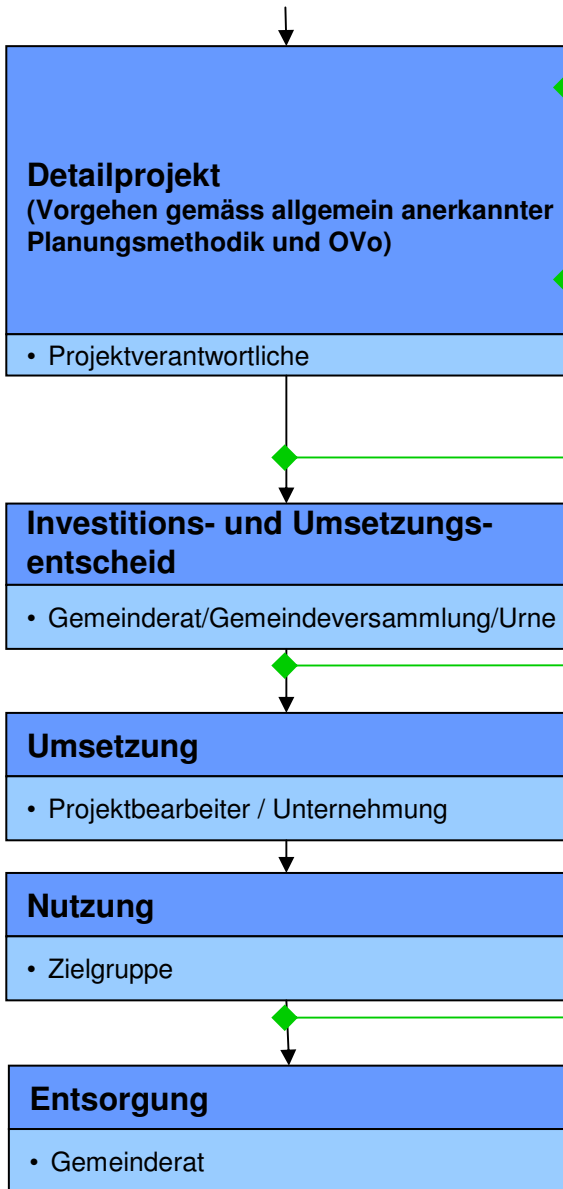 Detailprojekt
(Vorgehen gemäss allgemein anerkannter
Planungsmethodik und OVo)
• Projektverantwortliche
Investitions- und Umsetzungs-
entscheid
• Gemeinderat/Gemeindeversammlung/Urne
Umsetzung
• Projektbearbeiter / Unternehmung
Nutzung
• Zielgruppe
Entsorgung
• Gemeinderat